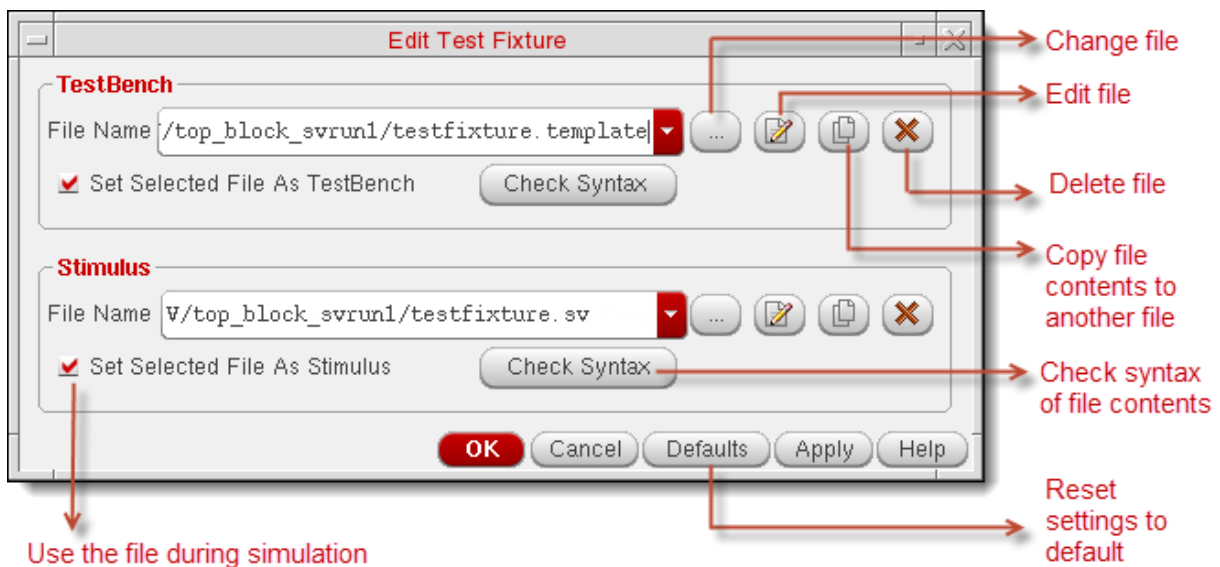 Edit Test Fixture
Change file
TestBench
Edit file
File Name /top_block_svrun1/testfixture.template ...
Set Selected File As TestBench Check Syntax
Delete file
Copy file
contents to
another file
Stimulus
File Name V/top_block_svrun1/testfixture.sv ...
Set Selected File As Stimulus Check Syntax
Check syntax
of file contents
OK Cancel Defaults Apply Help
Reset
settings to
default
Use the file during simulation